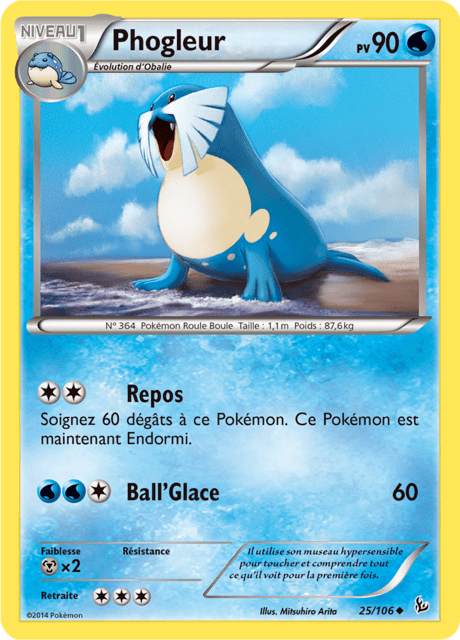 NIVEAU 1
Phogleur
PV 90
Évolution d'Obalie
N° 364 Pokémon Roule Boule Taille : 1,1 m Poids : 87,6 kg
Repos
Soignez 60 dégâts à ce Pokémon. Ce Pokémon est
maintenant Endormi.
Ball'Glace 60
Faiblesse Résistance
×2
Retraite
Il utilise son museau hypersensible
pour toucher et comprendre tout
ce qu'il voit pour la première fois.
©2014 Pokémon
Illus. Mitsuhiro Arita
25/106